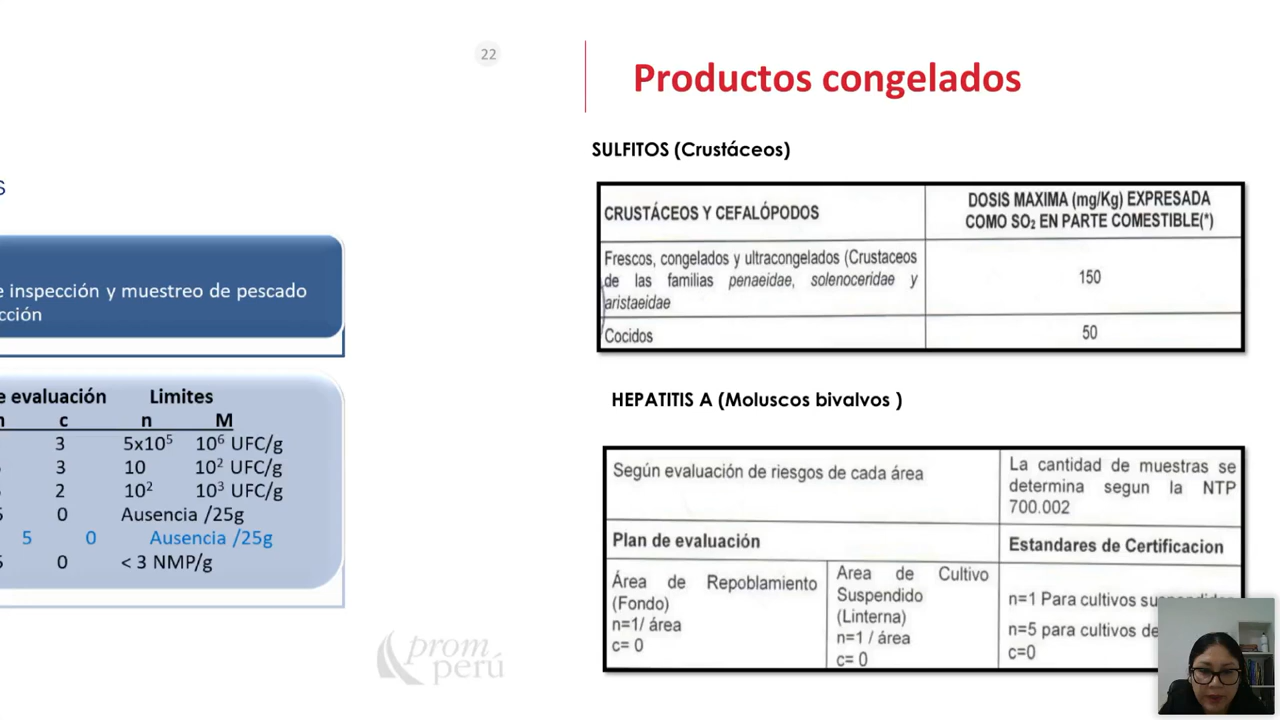 22
s
e inspección y muestreo de pescado
cción
e evaluación Limites
c n M
3 5x10⁵ 10⁶ UFC/g
3 10 10² UFC/g
2 10² 10³ UFC/g
0 Ausencia /25g
5 0 Ausencia /25g
0 < 3 NMP/g
prom
perú
Productos congelados
SULFITOS (Crustáceos)
CRUSTÁCEOS Y CEFALÓPODOS
DOSIS MAXIMA (mg/Kg) EXPRESADA
COMO SO₂ EN PARTE COMESTIBLE(*)
Frescos, congelados y ultracongelados (Crustaceos
de las familias penaeidae, solenoceridae y
aristaeidae
150
Cocidos
50
HEPATITIS A (Moluscos bivalvos )
Según evaluación de riesgos de cada área
La cantidad de muestras se
determina segun la NTP
700.002
Plan de evaluación
Estandares de Certificacion
Área de Repoblamiento
(Fondo)
n=1/ área
c= 0
Area de Cultivo
Suspendido
(Linterna)
n=1 / área
c= 0
n=1 Para cultivos
n=5 para cultivos de
c=0